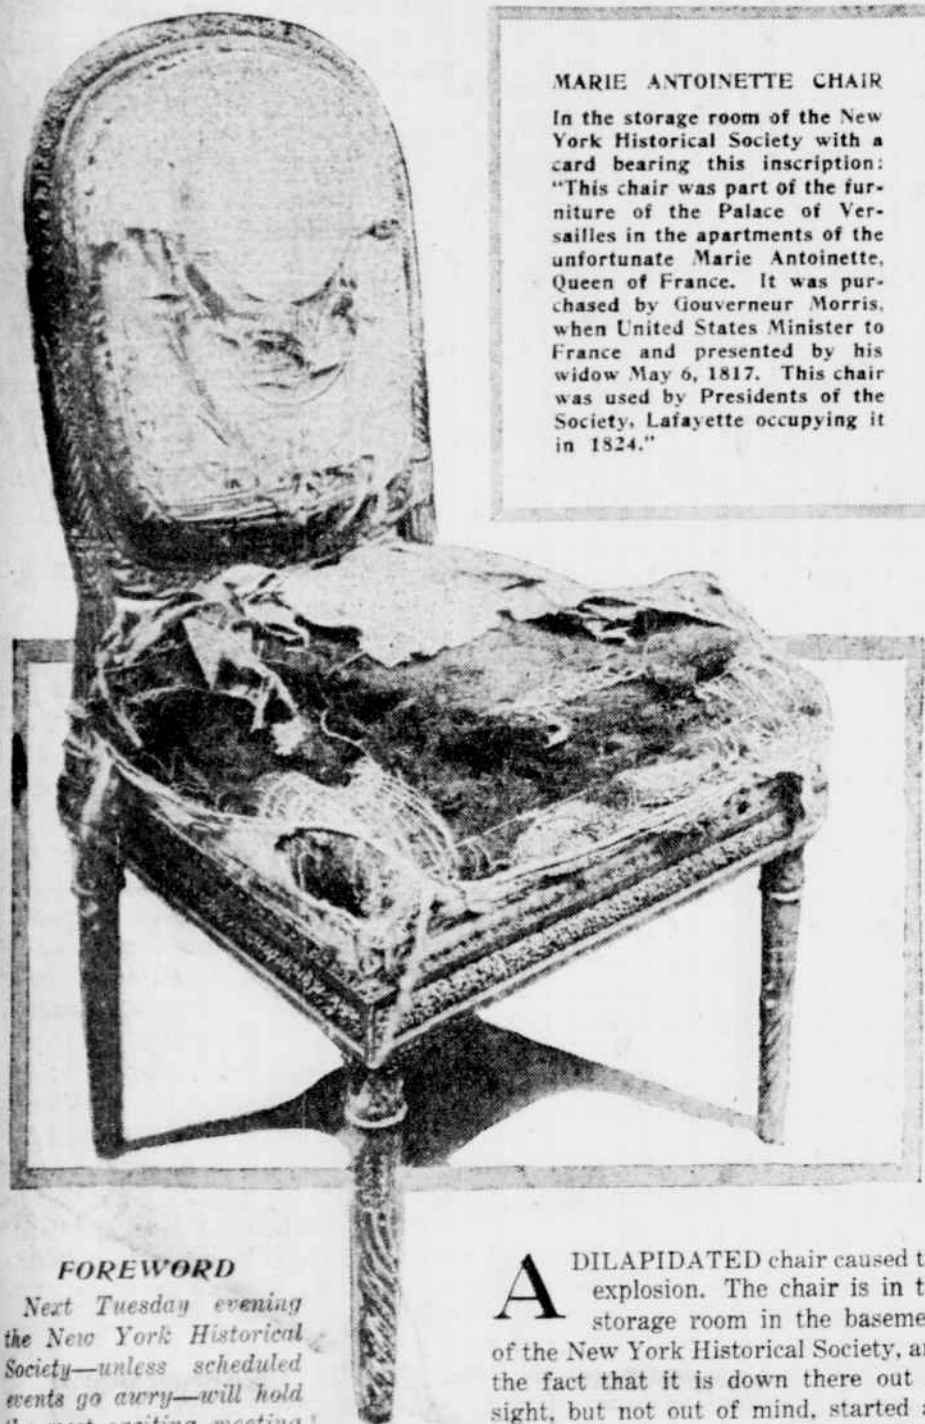 MARIE ANTOINETTE CHAIR
In the storage room of the New
York Historical Society with a
card bearing this inscription:
"This chair was part of the fur-
niture of the Palace of Ver-
sailles in the apartments of the
unfortunate Marie Antoinette,
Queen of France. It was pur-
chased by Gouverneur Morris,
when United States Minister to
France and presented by his
widow May 6, 1817. This chair
was used by Presidents of the
Society, Lafayette occupying it
in 1824."
FOREWORD
Next Tuesday evening
the New York Historical
Society—unless scheduled
events go awry—will hold
the most exciting meeting
A DILAPIDATED chair caused t
explosion. The chair is in t
storage room in the baseme
of the New York Historical Society, an
the fact that it is down there out
sight, but not out of mind, started a